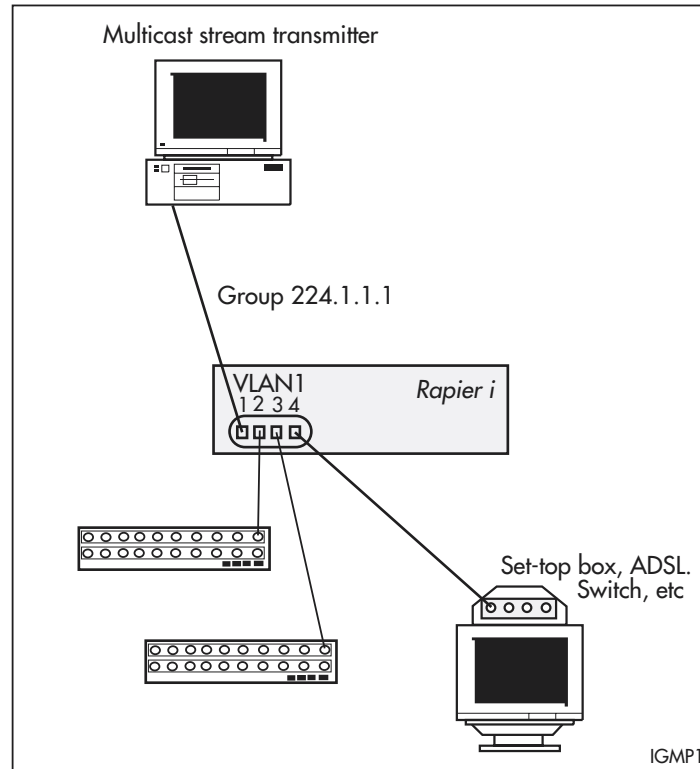 Multicast stream transmitter
Group 224.1.1.1
VLAN1
Rapier i
1 2 3 4
Set-top box, ADSL.
Switch, etc
IGMP1